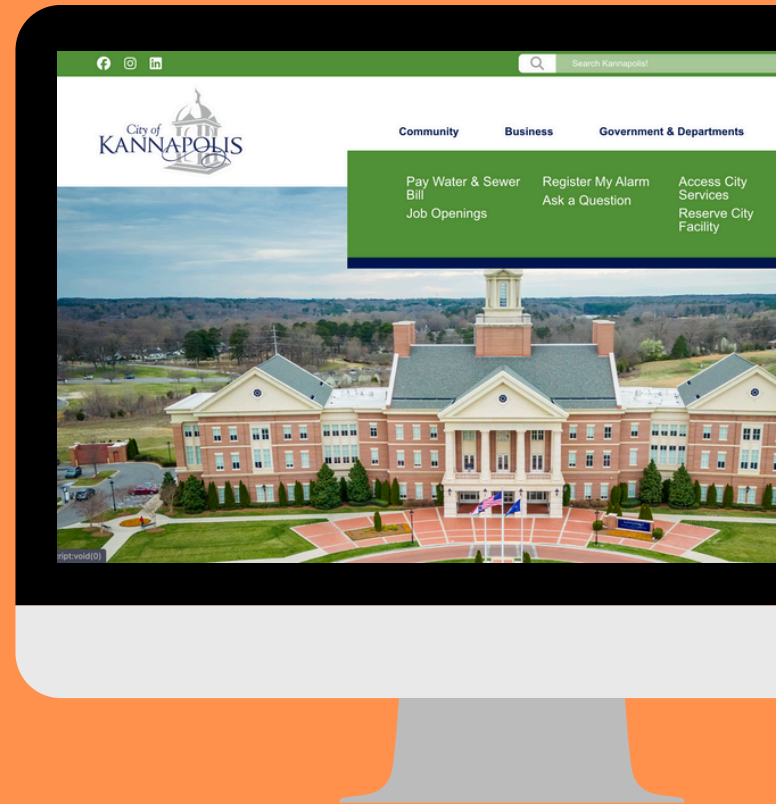 Search Kannapolis!
City of
KANNAPOLIS
Community Business Government & Departments
Pay Water & Sewer
Bill
Job Openings
Register My Alarm
Ask a Question
Access City
Services
Reserve City
Facility
ript:void(0)